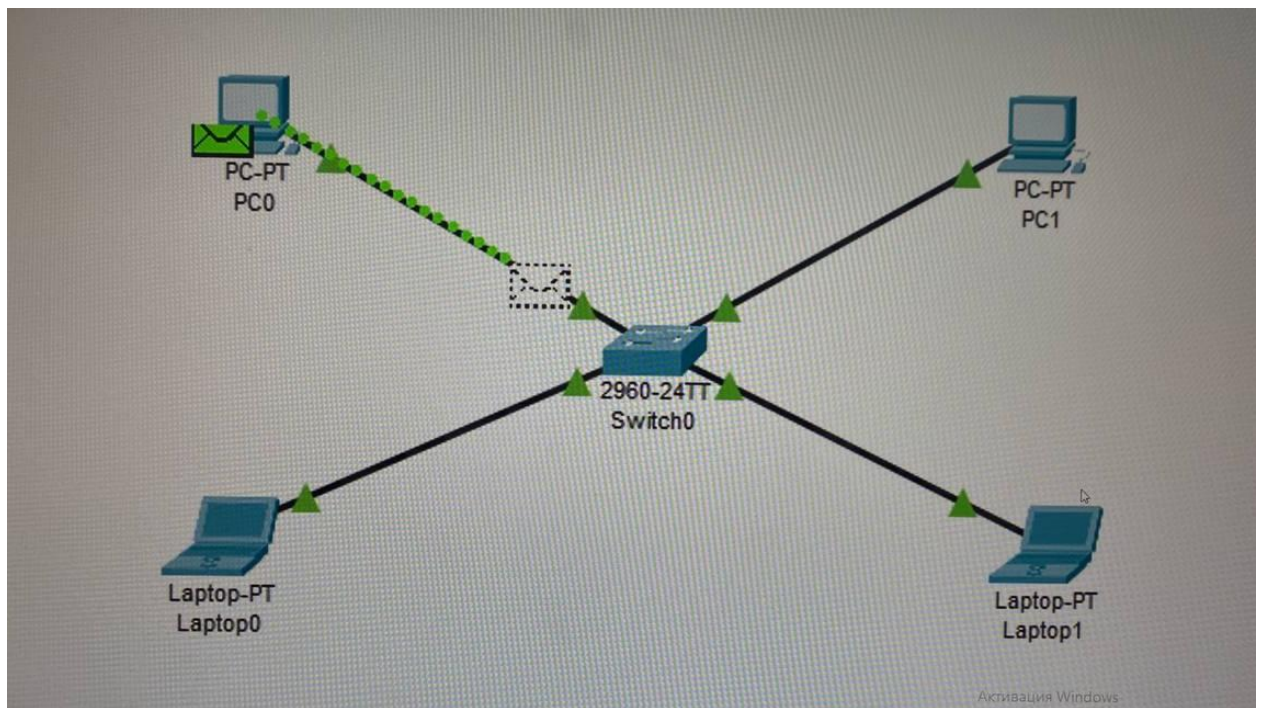 PC-PT
PC0
PC-PT
PC1
2960-24TT
Switch0
Laptop-PT
Laptop0
Laptop-PT
Laptop1
Активация Windows